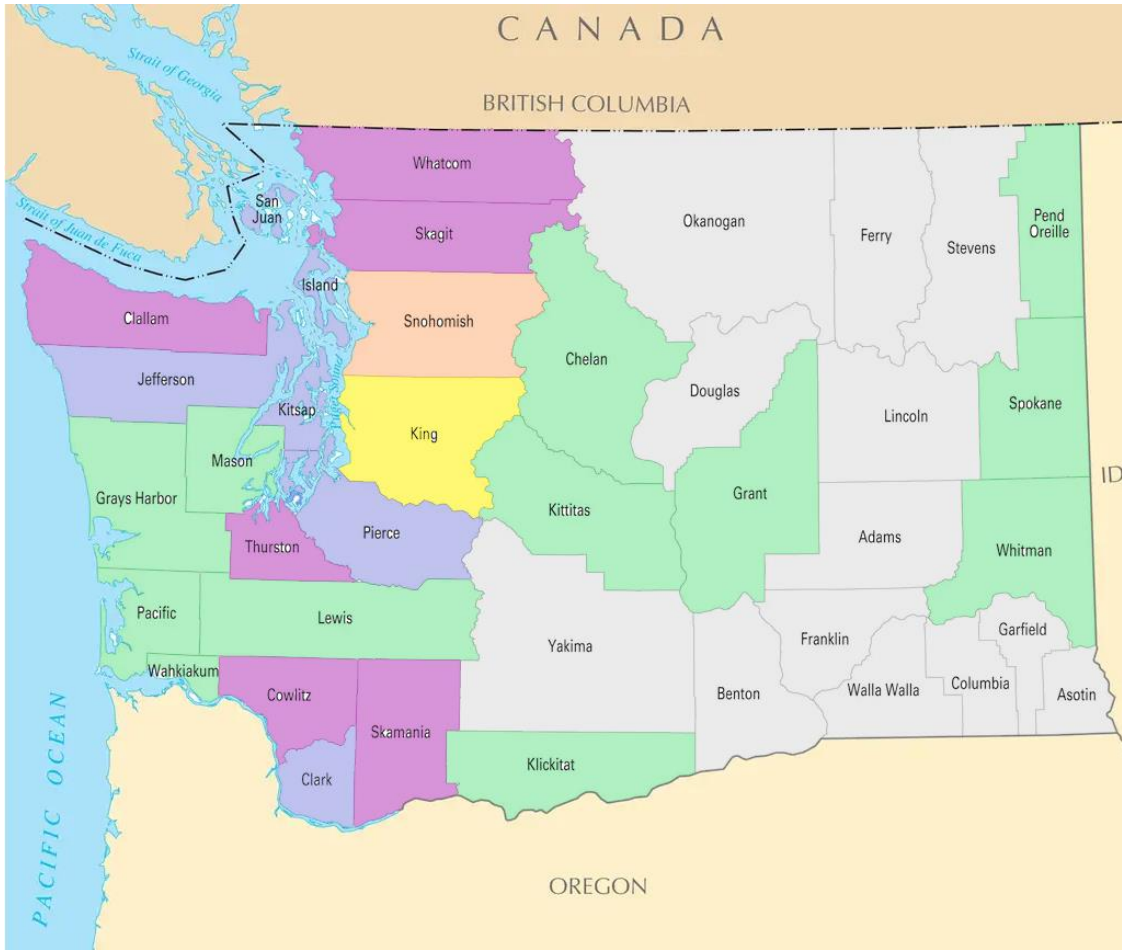 CANADA
Strait of Georgia
BRITISH COLUMBIA
Whatcom
San
Juan
Skagit
Okanogan
Ferry
Stevens
Pend
Oreille
Strait of Juan de Fuca
Island
Clallam
Snohomish
Chelan
Jefferson
Kitsap
Puget Sound
Douglas
Lincoln
Spokane
King
Mason
Grays Harbor
Grant
ID
Kittitas
Pierce
Thurston
Adams
Whitman
Pacific
Lewis
Yakima
Franklin
Garfield
Wahkiakum
Cowlitz
Benton
Walla Walla
Columbia
Asotin
Skamania
Clark
Klickitat
PACIFIC OCEAN
OREGON